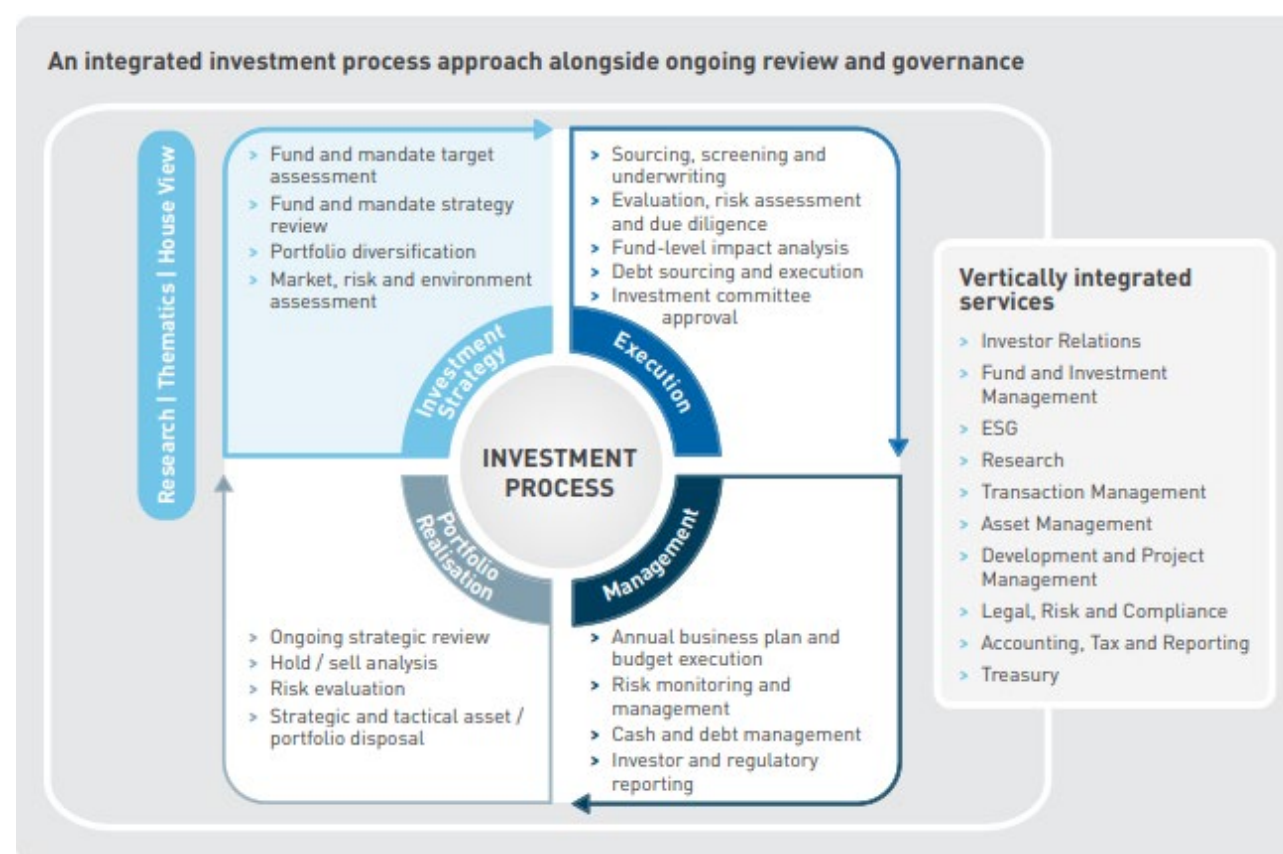 An integrated investment process approach alongside ongoing review and governance
Research | Thematics | House View
> Fund and mandate target
assessment
> Fund and mandate strategy
review
> Portfolio diversification
> Market, risk and environment
assessment
Investment
Strategy
> Sourcing, screening and
underwriting
> Evaluation, risk assessment
and due diligence
> Fund-level impact analysis
> Debt sourcing and execution
> Investment committee
approval
Execution
INVESTMENT
PROCESS
Management
> Annual business plan and
budget execution
> Risk monitoring and
management
> Cash and debt management
> Investor and regulatory
reporting
Portfolio
Realisation
> Ongoing strategic review
> Hold / sell analysis
> Risk evaluation
> Strategic and tactical asset /
portfolio disposal
Vertically integrated
services
> Investor Relations
> Fund and Investment
Management
> ESG
> Research
> Transaction Management
> Asset Management
> Development and Project
Management
> Legal, Risk and Compliance
> Accounting, Tax and Reporting
> Treasury